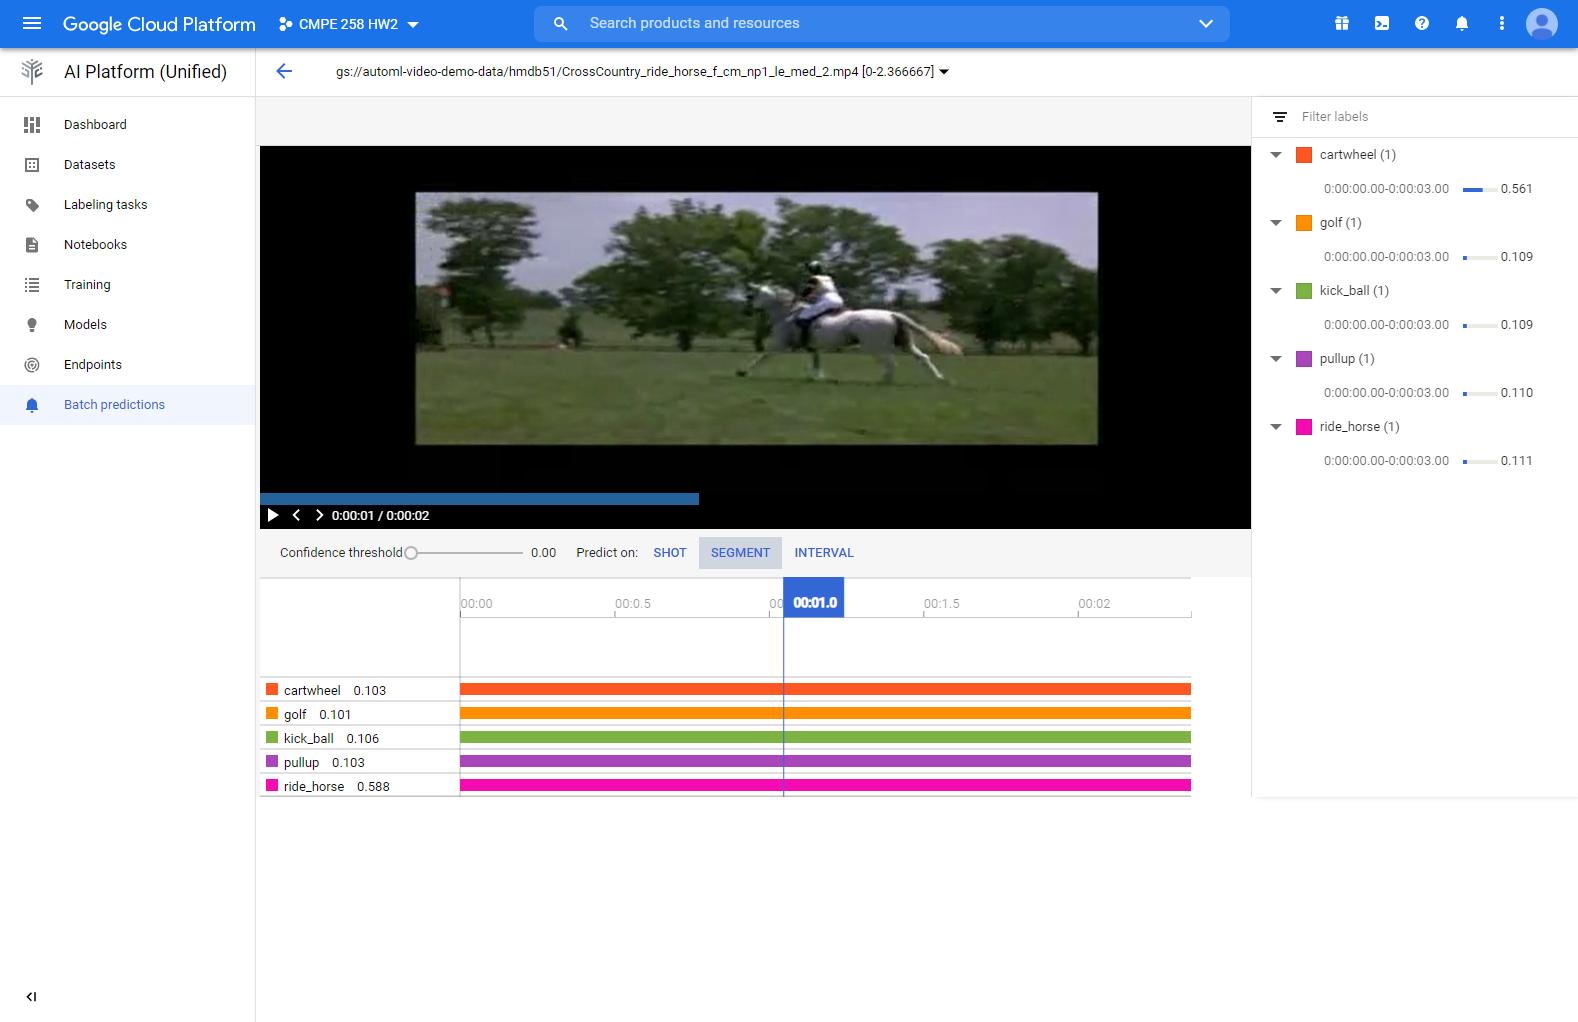 Google Cloud Platform
CMPE 258 HW2
Search products and resources
AI Platform (Unified)
gs://automl-video-demo-data/hmdb51/CrossCountry_ride_horse_f_cm_np1_le_med_2.mp4 [0-2.366667]
Dashboard
Datasets
Labeling tasks
Notebooks
Training
Models
Endpoints
Batch predictions
0:00:01 / 0:00:02
Confidence threshold 0.00 Predict on: SHOT SEGMENT INTERVAL
00:00 00:0.5 00 00:01.0 00:1.5 00:02
cartwheel 0.103
golf 0.101
kick_ball 0.106
pullup 0.103
ride_horse 0.588
Filter labels
cartwheel (1)
0:00:00.00-0:00:03.00 0.561
golf (1)
0:00:00.00-0:00:03.00 0.109
kick_ball (1)
0:00:00.00-0:00:03.00 0.109
pullup (1)
0:00:00.00-0:00:03.00 0.110
ride_horse (1)
0:00:00.00-0:00:03.00 0.111